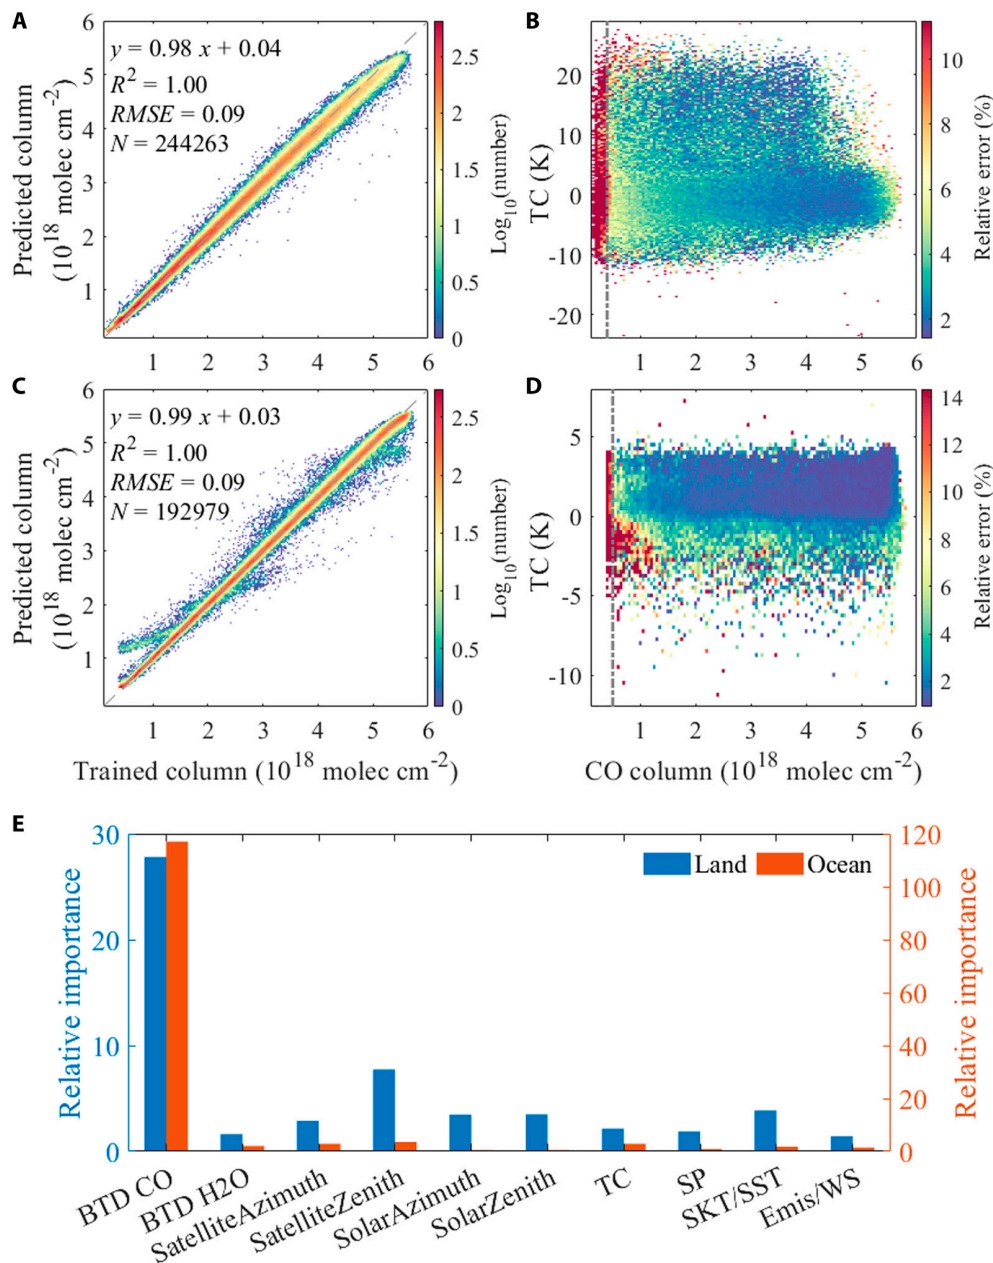 A
y = 0.98 x + 0.04
R² = 1.00
RMSE = 0.09
N = 244263
6
5
4
3
2
1
Predicted column
(10¹⁸ molec cm⁻²)
1 2 3 4 5 6
2.5
2
1.5
1
0.5
0
Log₁₀(number)
B
20
10
0
-10
-20
TC (K)
1 2 3 4 5 6
10
8
6
4
2
Relative error (%)
C
y = 0.99 x + 0.03
R² = 1.00
RMSE = 0.09
N = 192979
6
5
4
3
2
1
Predicted column
(10¹⁸ molec cm⁻²)
1 2 3 4 5 6
Trained column (10¹⁸ molec cm⁻²)
2.5
2
1.5
1
0.5
0
Log₁₀(number)
D
5
0
-5
-10
TC (K)
1 2 3 4 5 6
CO column (10¹⁸ molec cm⁻²)
14
12
10
8
6
4
2
Relative error (%)
E
30
20
10
0
Relative importance
Land
Ocean
120
100
80
60
40
20
0
Relative importance
BTD CO
BTD H2O
SatelliteAzimuth
SatelliteZenith
SolarAzimuth
SolarZenith
TC
SP
SKT/SST
Emis/WS